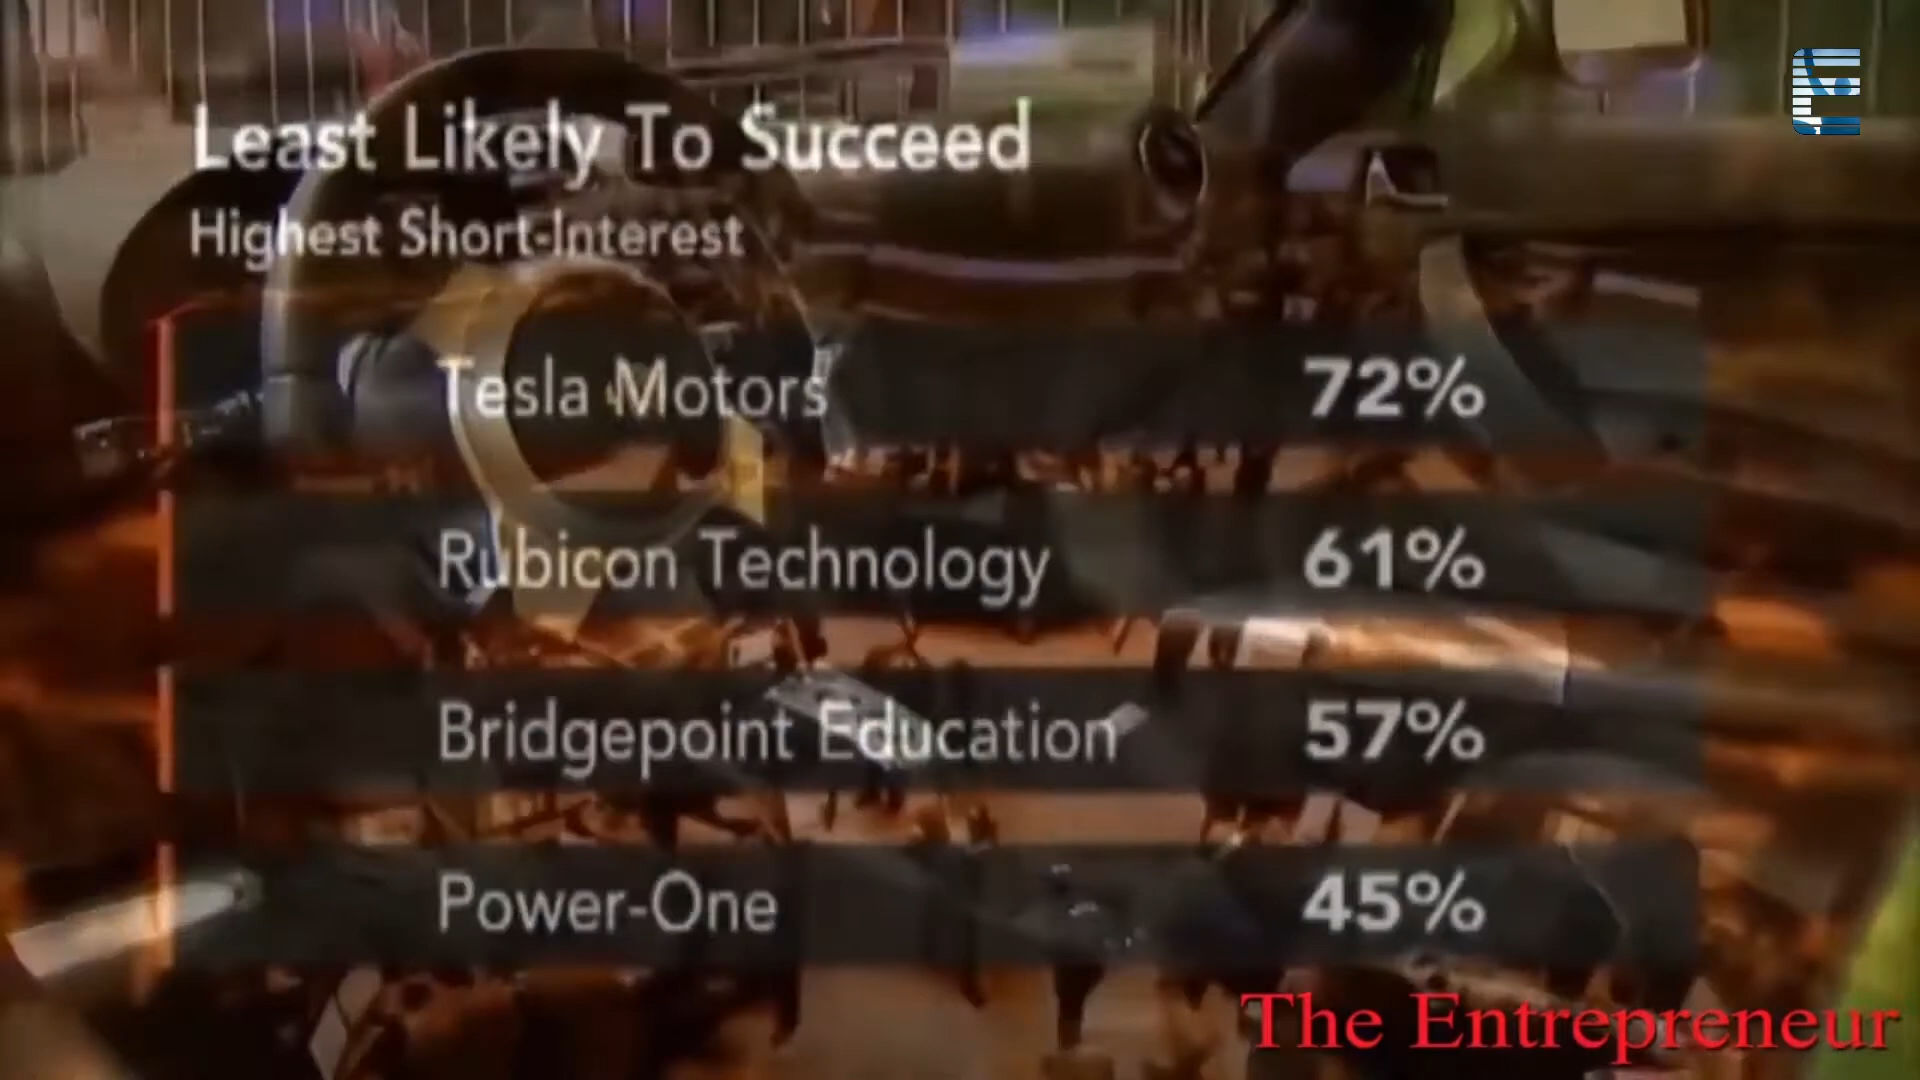 Least Likely To Succeed
Highest Short-Interest
Tesla Motors 72%
Rubicon Technology 61%
Bridgepoint Education 57%
Power-One 45%
The Entrepreneur